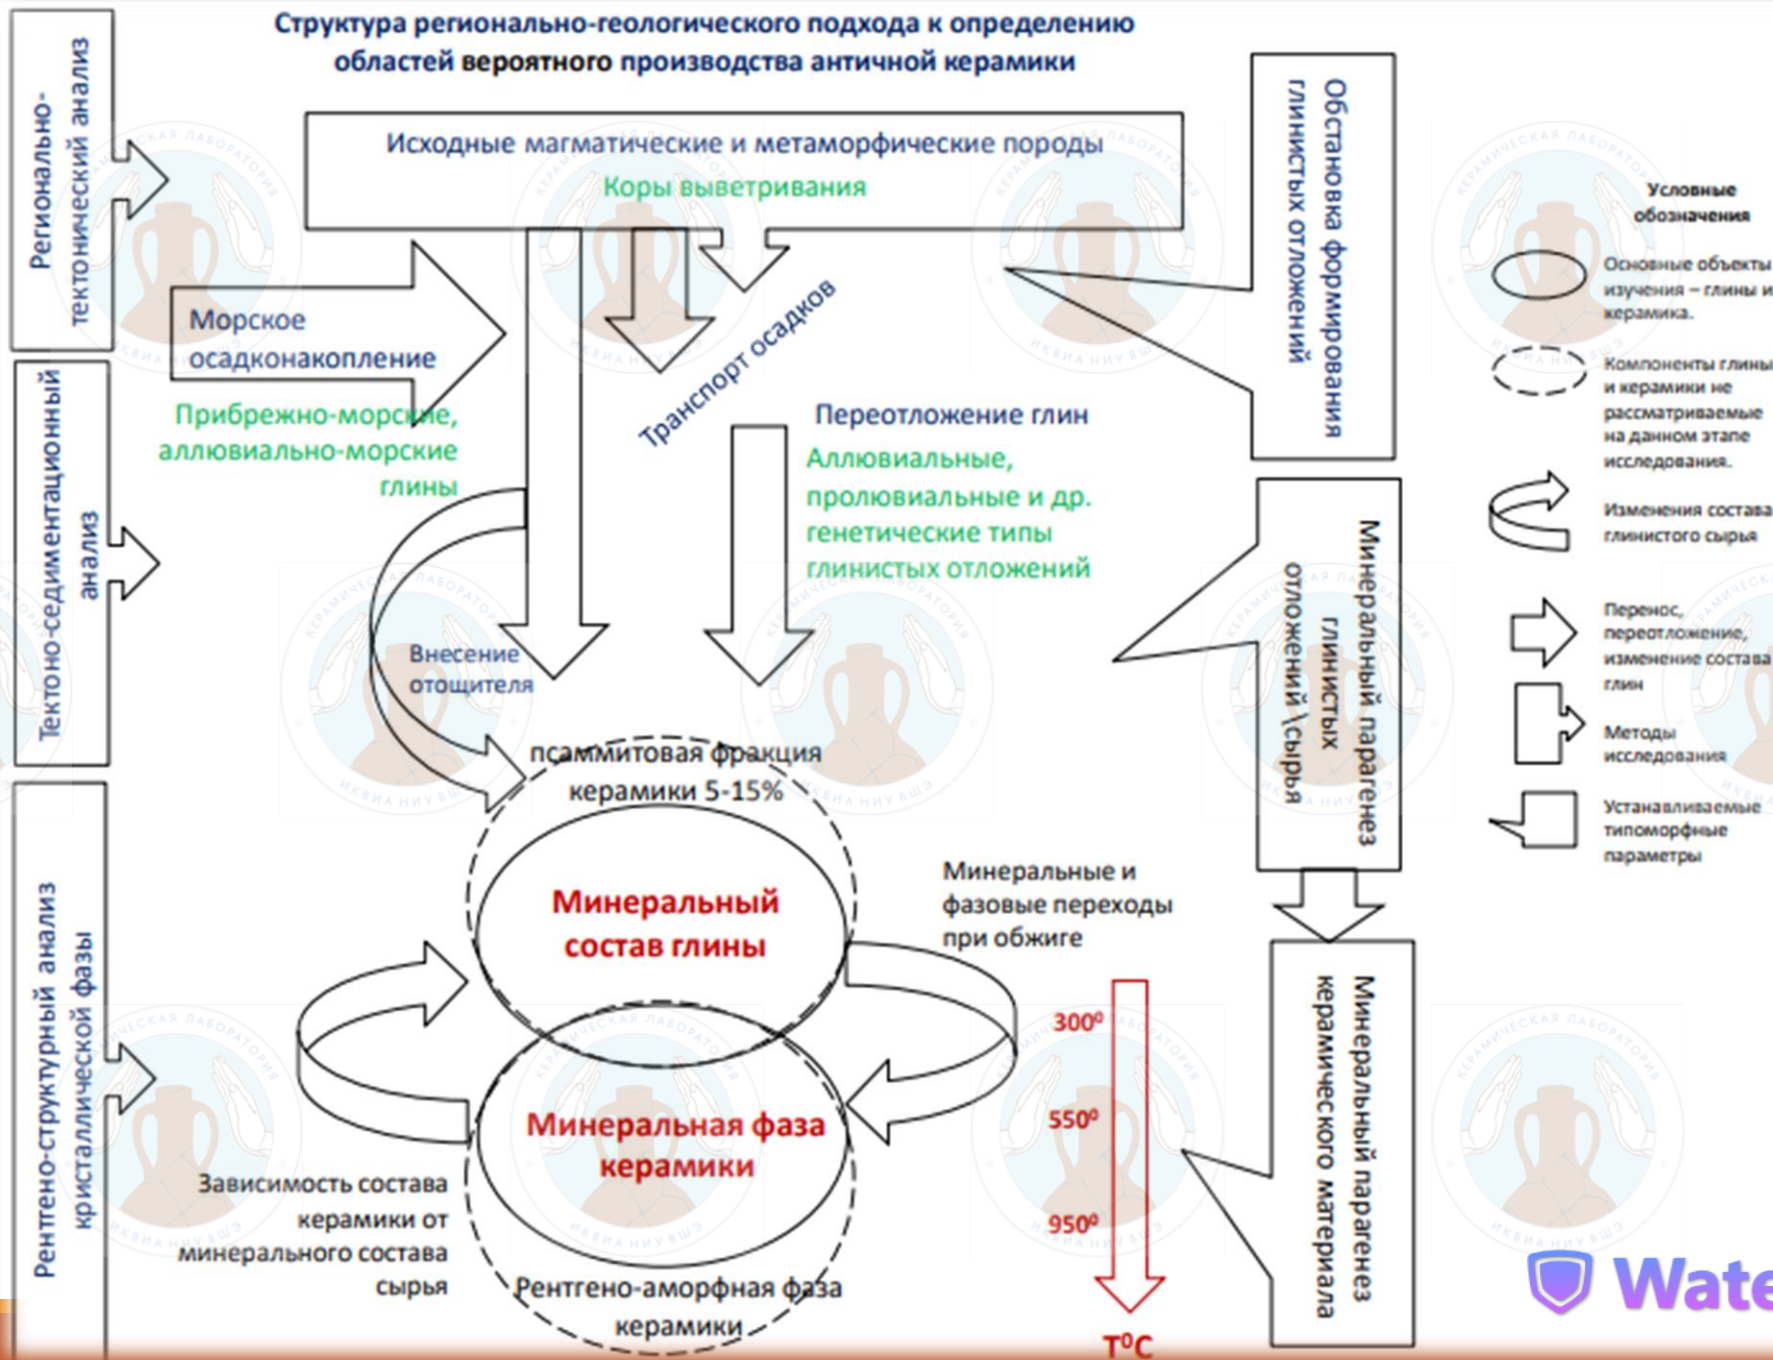 Структура регионально-геологического подхода к определению
областей вероятного производства античной керамики
Регионально-
тектонический анализ
Исходные магматические и метаморфические породы
Коры выветривания
Обстановка формирования
глинистых отложений
Морское
осадконакопление
Прибрежно-морские,
аллювиально-морские
глины
Транспорт осадков
Переотложение глин
Аллювиальные,
пролювиальные и др.
генетические типы
глинистых отложений
Тектоно-седиментационный
анализ
Внесение
отощителя
Минеральный парагенез
глинистых
отложений \сырья
псаммитовая фракция
керамики 5-15%
Минеральный
состав глины
Минеральные и
фазовые переходы
при обжиге
Рентгено-структурный анализ
кристаллической фазы
Минеральная фаза
керамики
Зависимость состава
керамики от
минерального состава
сырья
Рентгено-аморфная фаза
керамики
300⁰
550⁰
950⁰
T⁰C
Минеральный парагенез
керамического материала
Условные
обозначения
Основные объекты
изучения – глины и
керамика.
Компоненты глины
и керамики не
рассматриваемые
на данном этапе
исследования.
Изменения состава
глинистого сырья
Перенос,
переотложение,
изменение состава
глин
Методы
исследования
Устанавливаемые
типоморфные
параметры
КЕРАМИЧЕСКАЯ ЛАБОРАТОРИЯ
ИКВИА НИУ ВШЭ
Wate